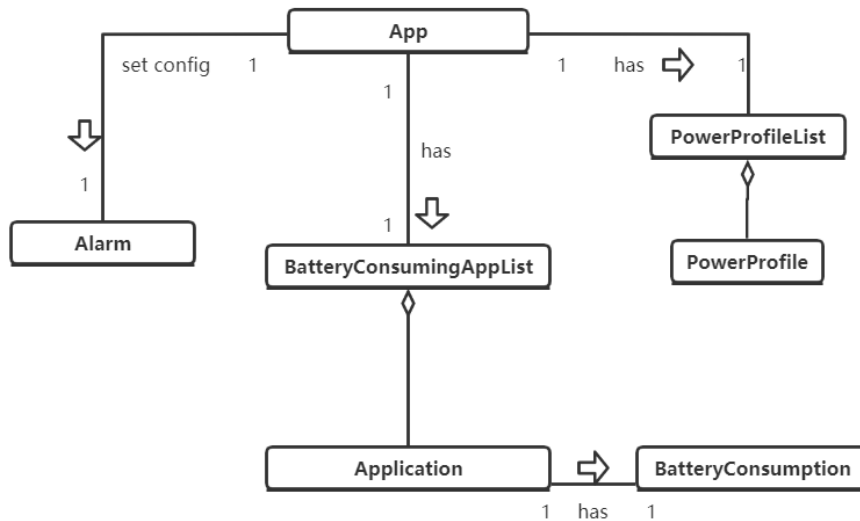 App
set config 1
1 has 1
1
PowerProfileList
has
1
1
Alarm
BatteryConsumingAppList
PowerProfile
Application
BatteryConsumption
1 has 1